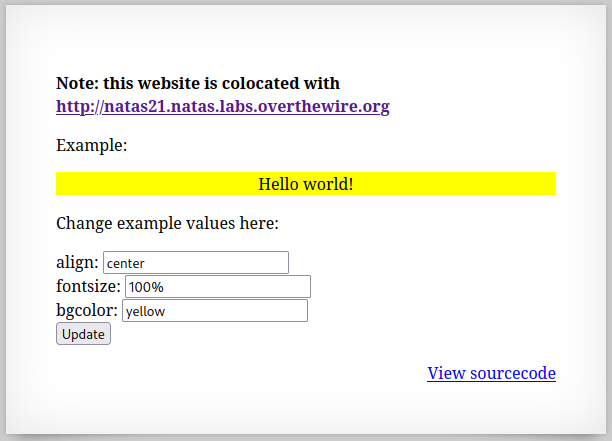 Note: this website is colocated with
http://natas21.natas.labs.overthewire.org
Example:
Hello world!
Change example values here:
align: center
fontsize: 100%
bgcolor: yellow
Update
View sourcecode